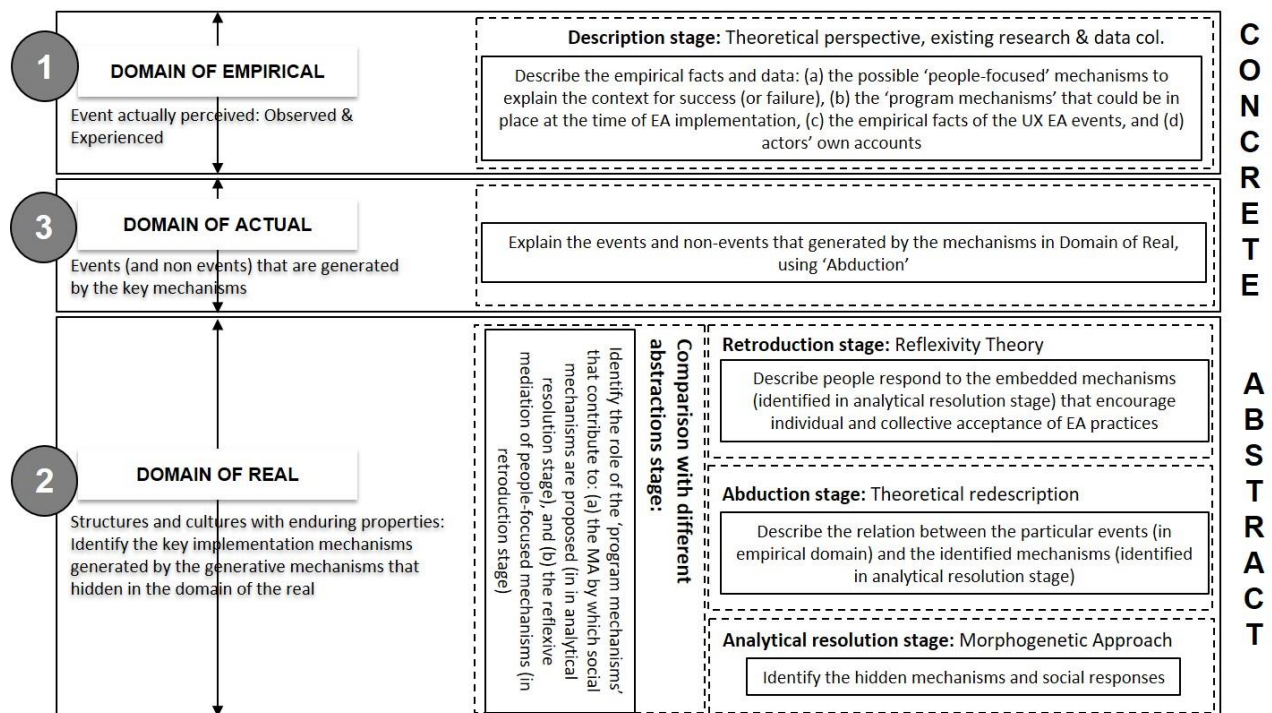 1
DOMAIN OF EMPIRICAL
Event actually perceived: Observed &
Experienced
Description stage: Theoretical perspective, existing research & data col.
Describe the empirical facts and data: (a) the possible ‘people-focused’ mechanisms to
explain the context for success (or failure), (b) the ‘program mechanisms’ that could be in
place at the time of EA implementation, (c) the empirical facts of the UX EA events, and (d)
actors’ own accounts
3
DOMAIN OF ACTUAL
Events (and non events) that are generated
by the key mechanisms
Explain the events and non-events that generated by the mechanisms in Domain of Real,
using ‘Abduction’
2
DOMAIN OF REAL
Structures and cultures with enduring properties:
Identify the key implementation mechanisms
generated by the generative mechanisms that
hidden in the domain of the real
Comparison with different
abstractions stage:
Identify the role of the ‘program mechanisms’
that contribute to: (a) the MA by which social
mechanisms are proposed (in in analytical
resolution stage), and (b) the reflexive
mediation of people-focused mechanisms (in
retroduction stage)
Retroduction stage: Reflexivity Theory
Describe people respond to the embedded mechanisms
(identified in analytical resolution stage) that encourage
individual and collective acceptance of EA practices
Abduction stage: Theoretical redescription
Describe the relation between the particular events (in
empirical domain) and the identified mechanisms (identified
in analytical resolution stage)
Analytical resolution stage: Morphogenetic Approach
Identify the hidden mechanisms and social responses
CONCRETE
ABSTRACT